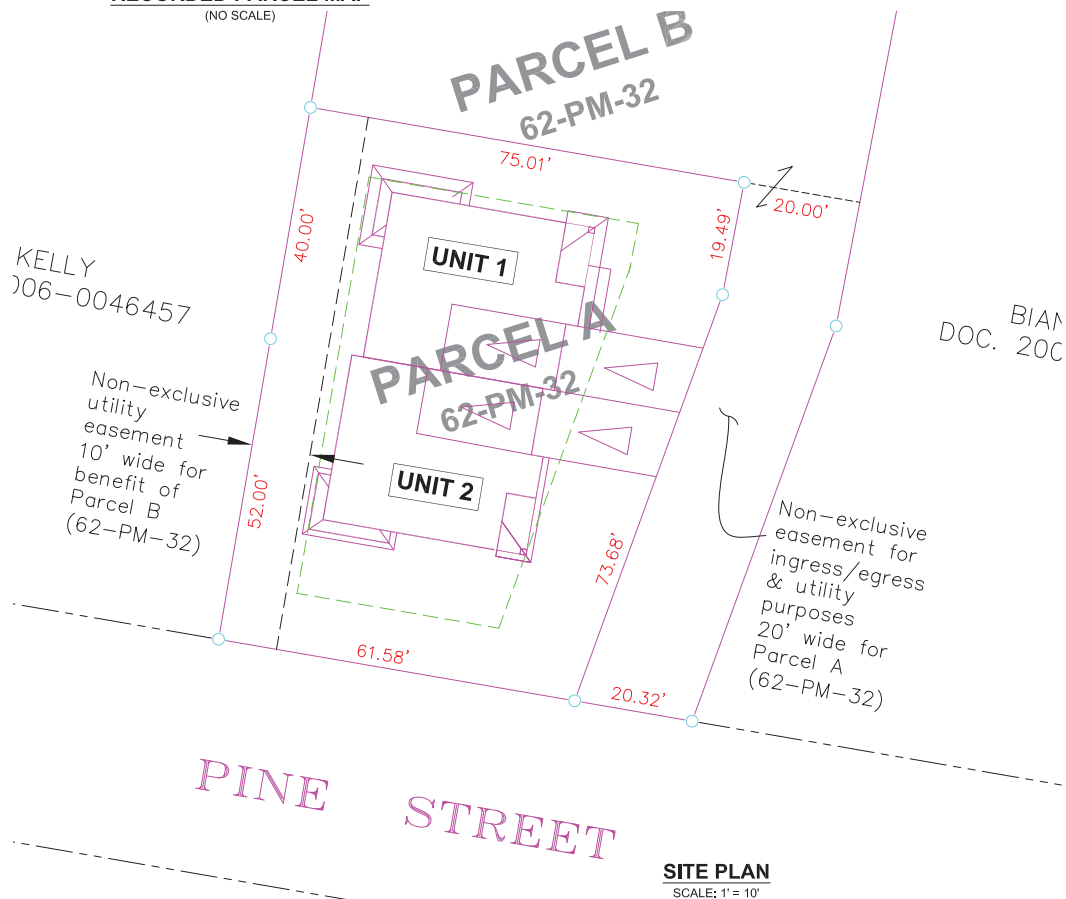 (NO SCALE)
PARCEL B
62-PM-32
75.01'
20.00'
19.49'
40.00'
KELLY
006-0046457
UNIT 1
BIAN
DOC. 200
PARCEL A
62-PM-32
Non-exclusive
utility
easement
10' wide for
benefit of
Parcel B
(62-PM-32)
UNIT 2
52.00'
73.68'
Non-exclusive
easement for
ingress/egress
& utility
purposes
20' wide for
Parcel A
(62-PM-32)
61.58'
20.32'
PINE STREET
SITE PLAN
SCALE: 1' = 10'